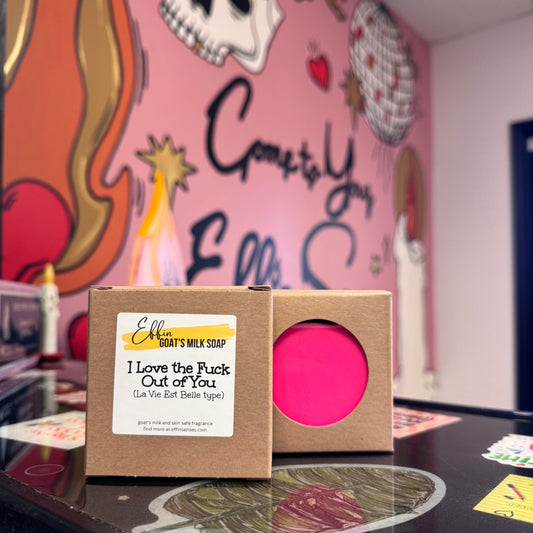 Come to Your
Effin S
Effin
GOAT'S MILK SOAP
I Love the Fuck
Out of You
(La Vie Est Belle type)
goat's milk and skin safe fragrance
find more at effinsenses.com